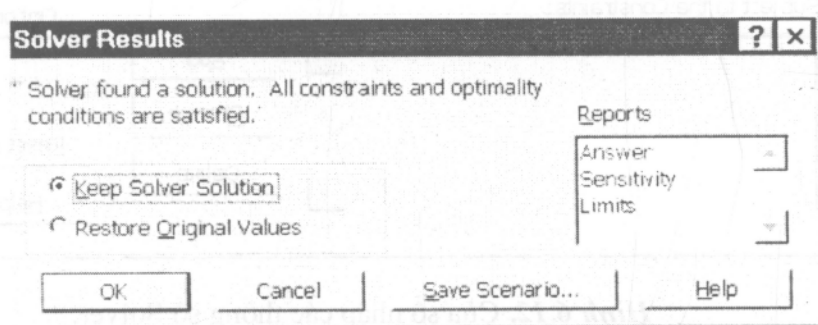 Solver Results
? ×
Solver found a solution. All constraints and optimality
conditions are satisfied.
Reports
Answer
Sensitivity
Limits
Keep Solver Solution
Restore Original Values
OK Cancel Save Scenario... Help